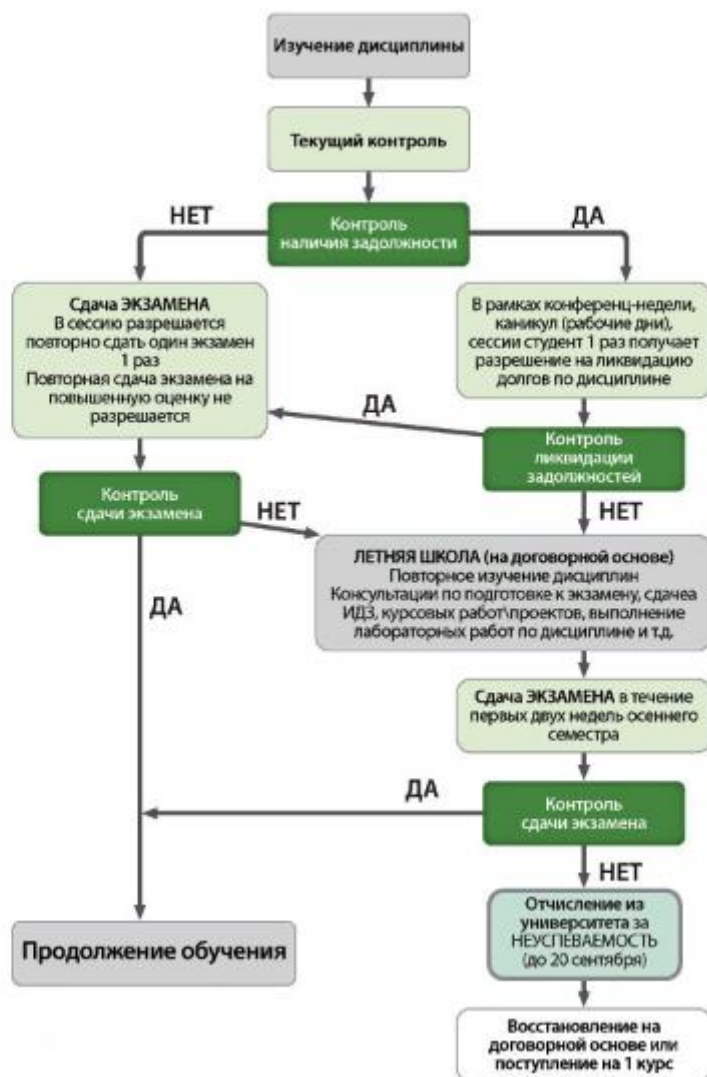 Изучение дисциплины
Текущий контроль
НЕТ
Контроль
наличия задолжности
ДА
Сдача ЭКЗАМЕНА
В сессию разрешается
повторно сдать один экзамен
1 раз
Повторная сдача экзамена на
повышенную оценку не
разрешается
В рамках конференц-недели,
каникул (рабочие дни),
сессии студент 1 раз получает
разрешение на ликвидацию
долгов по дисциплине
ДА
Контроль
ликвидации
задолжностей
Контроль
сдачи экзамена
НЕТ
НЕТ
ЛЕТНЯЯ ШКОЛА (на договорной основе)
Повторное изучение дисциплин
Консультации по подготовке к экзамену, сдачеа
ИДЗ, курсовых работ\проектов, выполнение
лабораторных работ по дисциплине и т.д.
ДА
Сдача ЭКЗАМЕНА в течение
первых двух недель осеннего
семестра
ДА
Контроль
сдачи экзамена
НЕТ
Отчисление из
университета за
НЕУСПЕВАЕМОСТЬ
(до 20 сентября)
Продолжение обучения
Восстановление на
договорной основе или
поступление на 1 курс